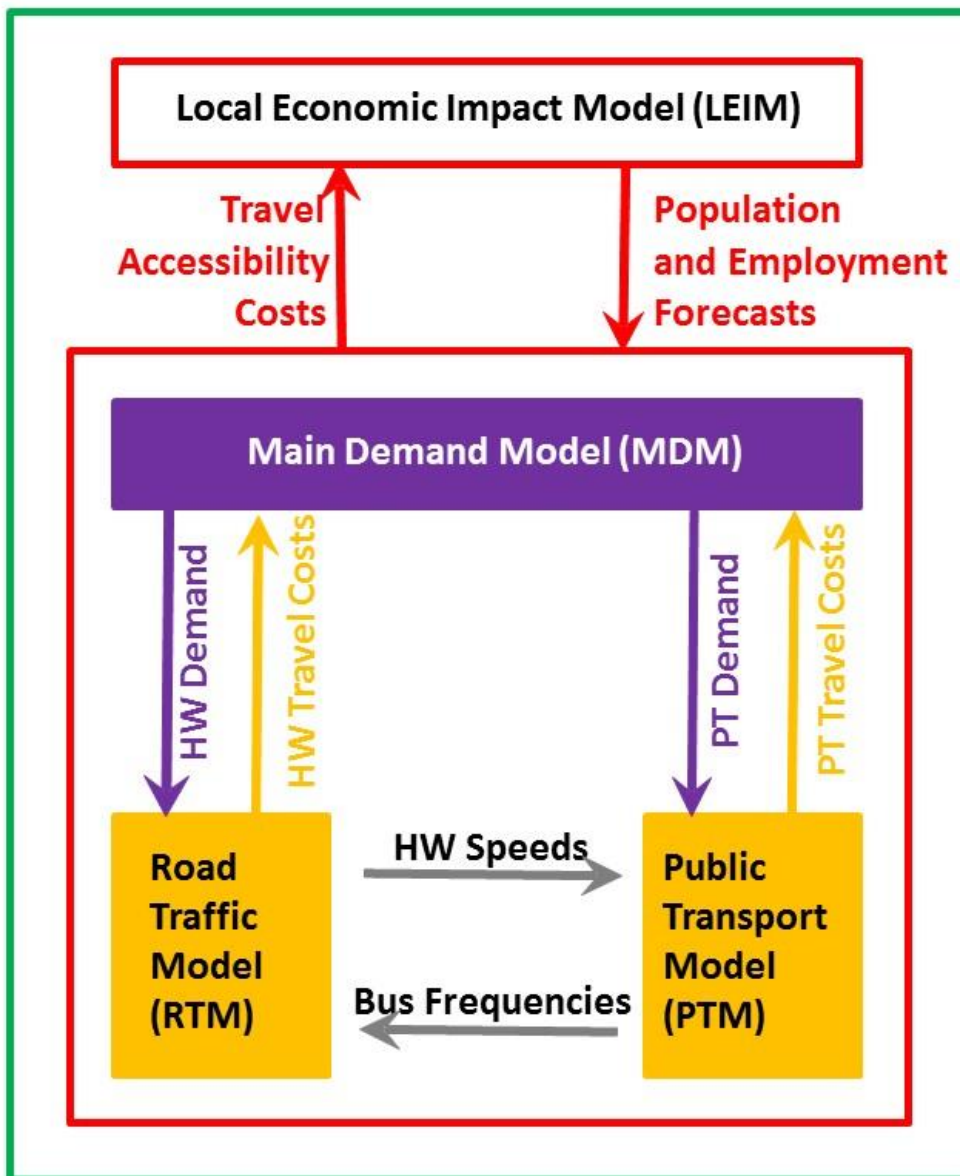 Local Economic Impact Model (LEIM)
Travel
Accessibility
Costs
Population
and Employment
Forecasts
Main Demand Model (MDM)
HW Demand
HW Travel Costs
PT Demand
PT Travel Costs
Road
Traffic
Model
(RTM)
HW Speeds
Bus Frequencies
Public
Transport
Model
(PTM)